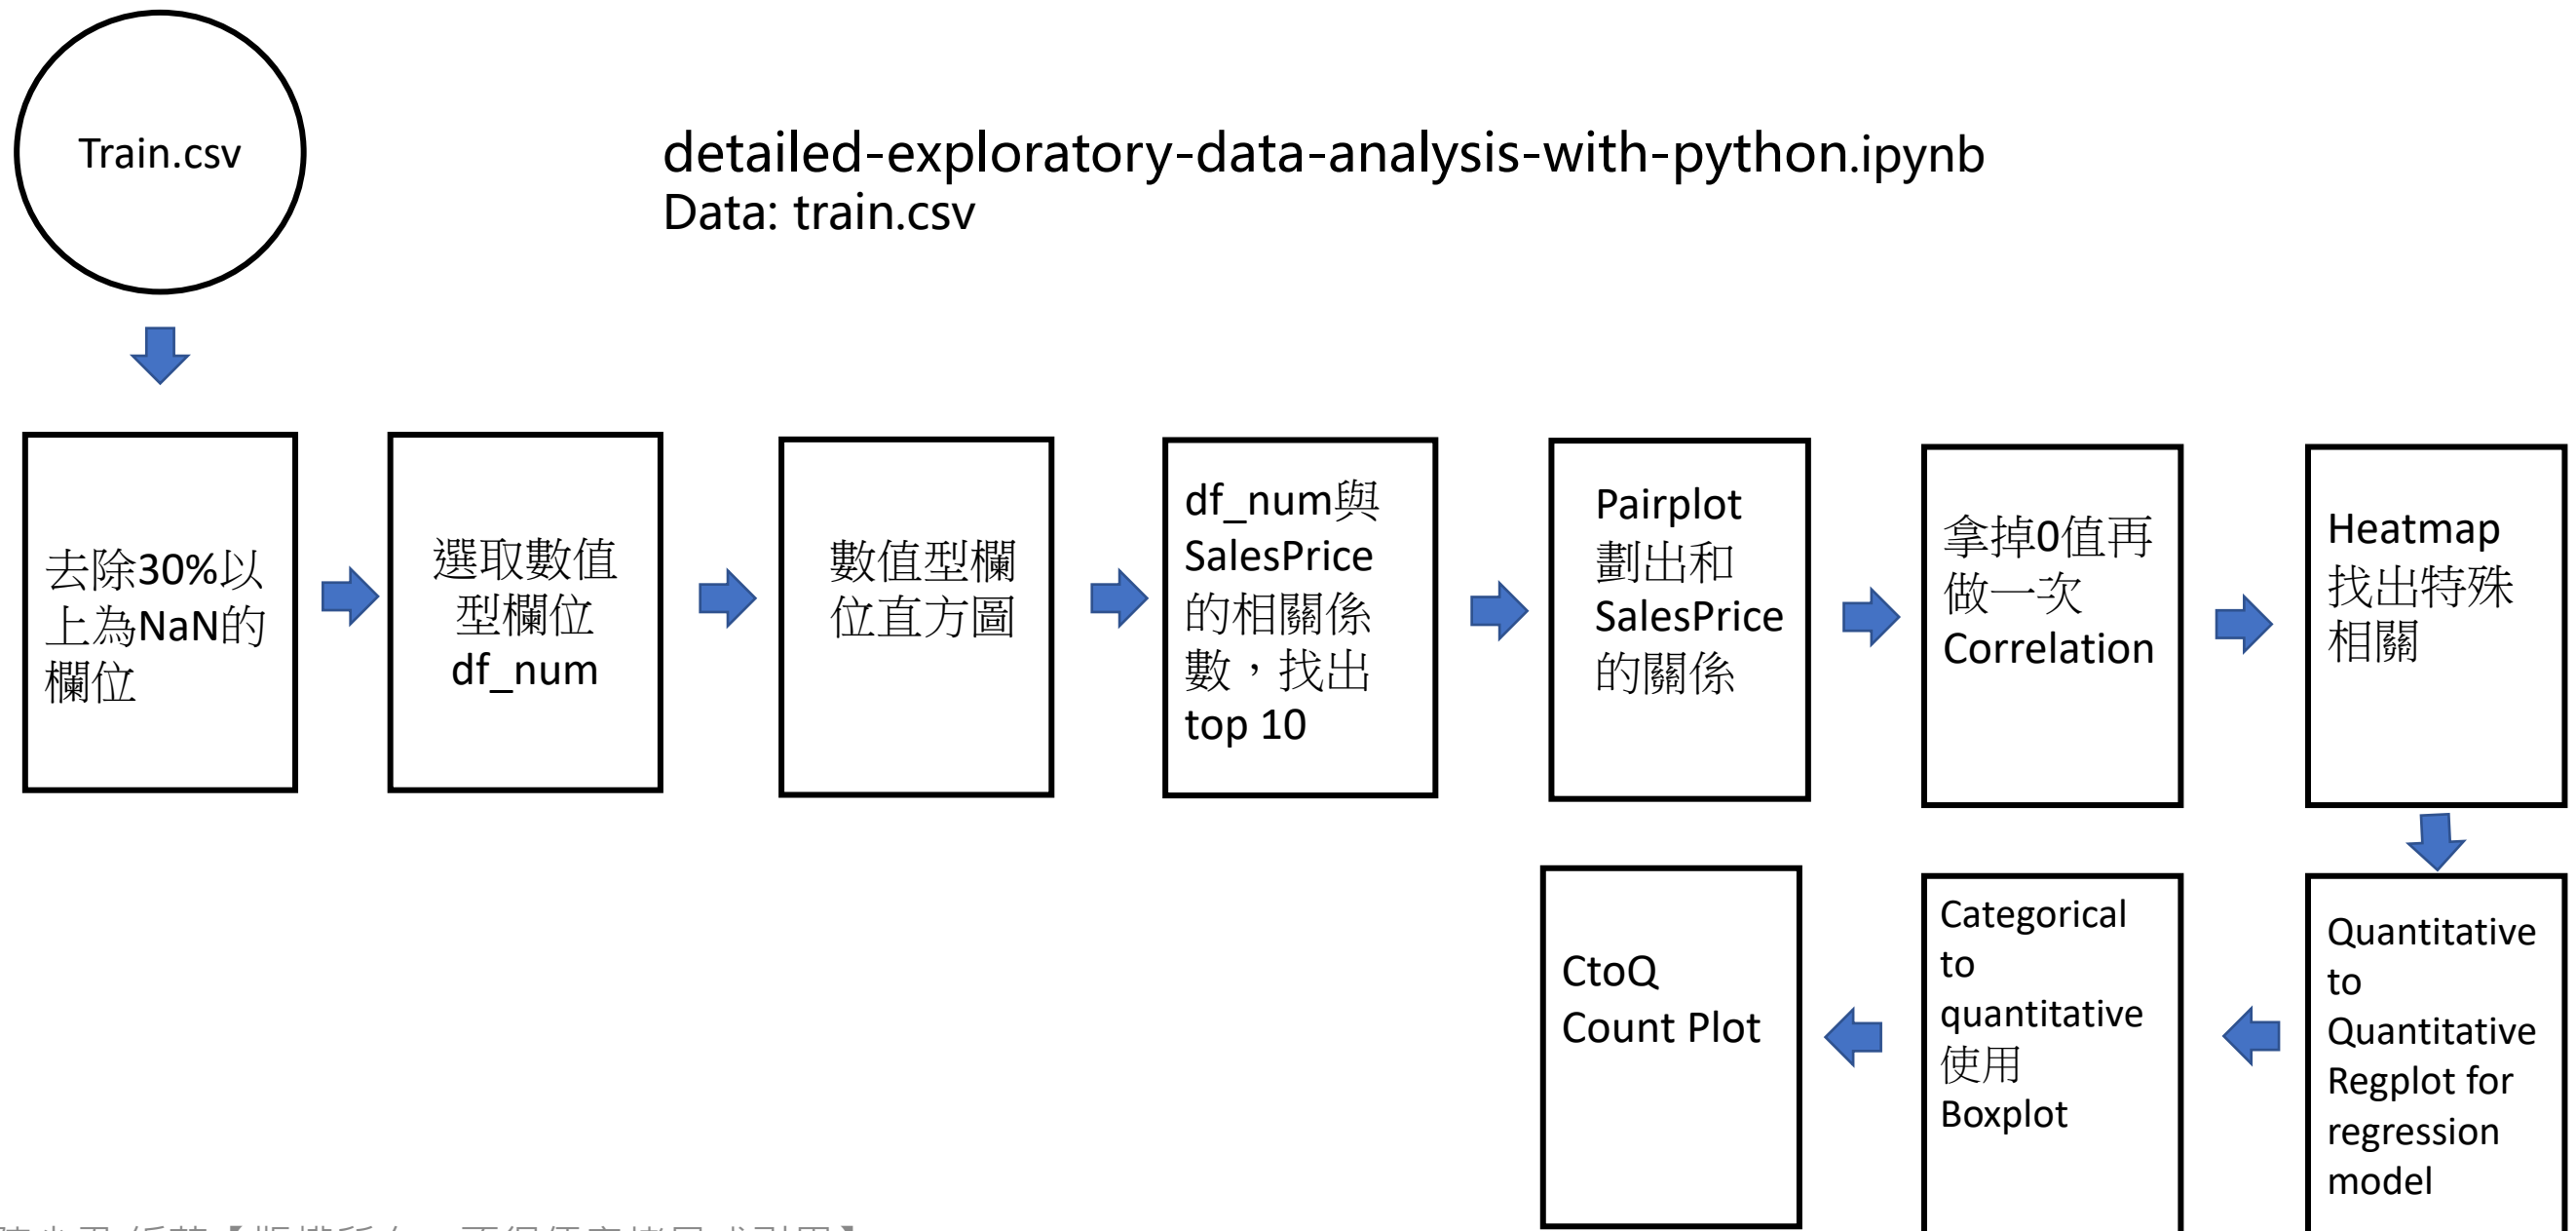 Train.csv
detailed-exploratory-data-analysis-with-python.ipynb
Data: train.csv
去除30%以
上為NaN的
欄位
選取數值
型欄位
df_num
數值型欄
位直方圖
df_num與
SalesPrice
的相關係
數，找出
top 10
Pairplot
劃出和
SalesPrice
的關係
拿掉0值再
做一次
Correlation
Heatmap
找出特殊
相關
Quantitative
to
Quantitative
Regplot for
regression
model
Categorical
to
quantitative
使用
Boxplot
CtoQ
Count Plot